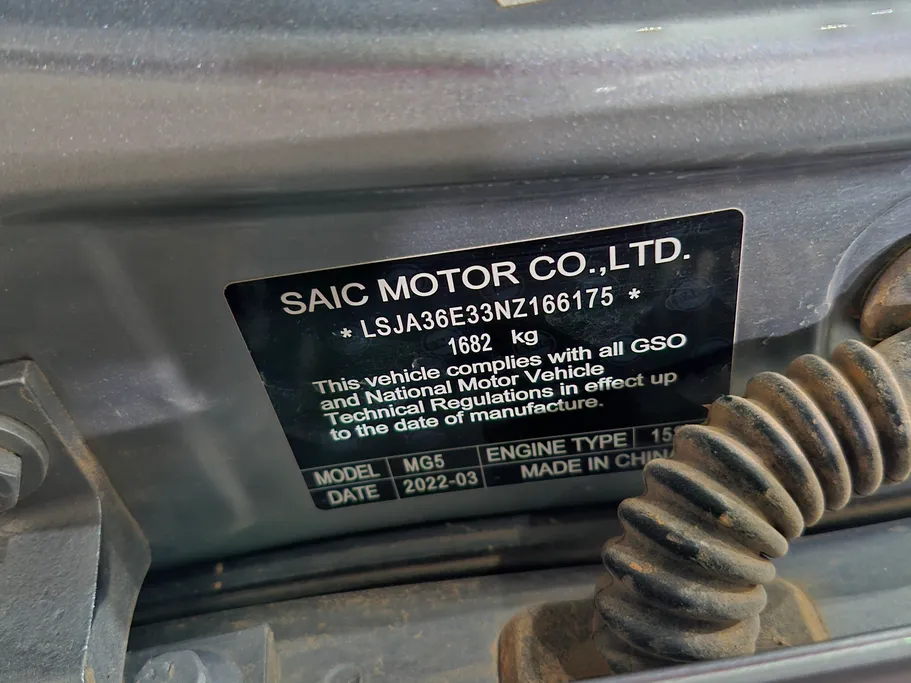 SAIC MOTOR CO.,LTD.
* LSJA36E33NZ166175 *
1682 kg
This vehicle complies with all GSO
and National Motor Vehicle
Technical Regulations in effect up
to the date of manufacture.
MODEL MG5 ENGINE TYPE
DATE 2022-03 MADE IN CHINA